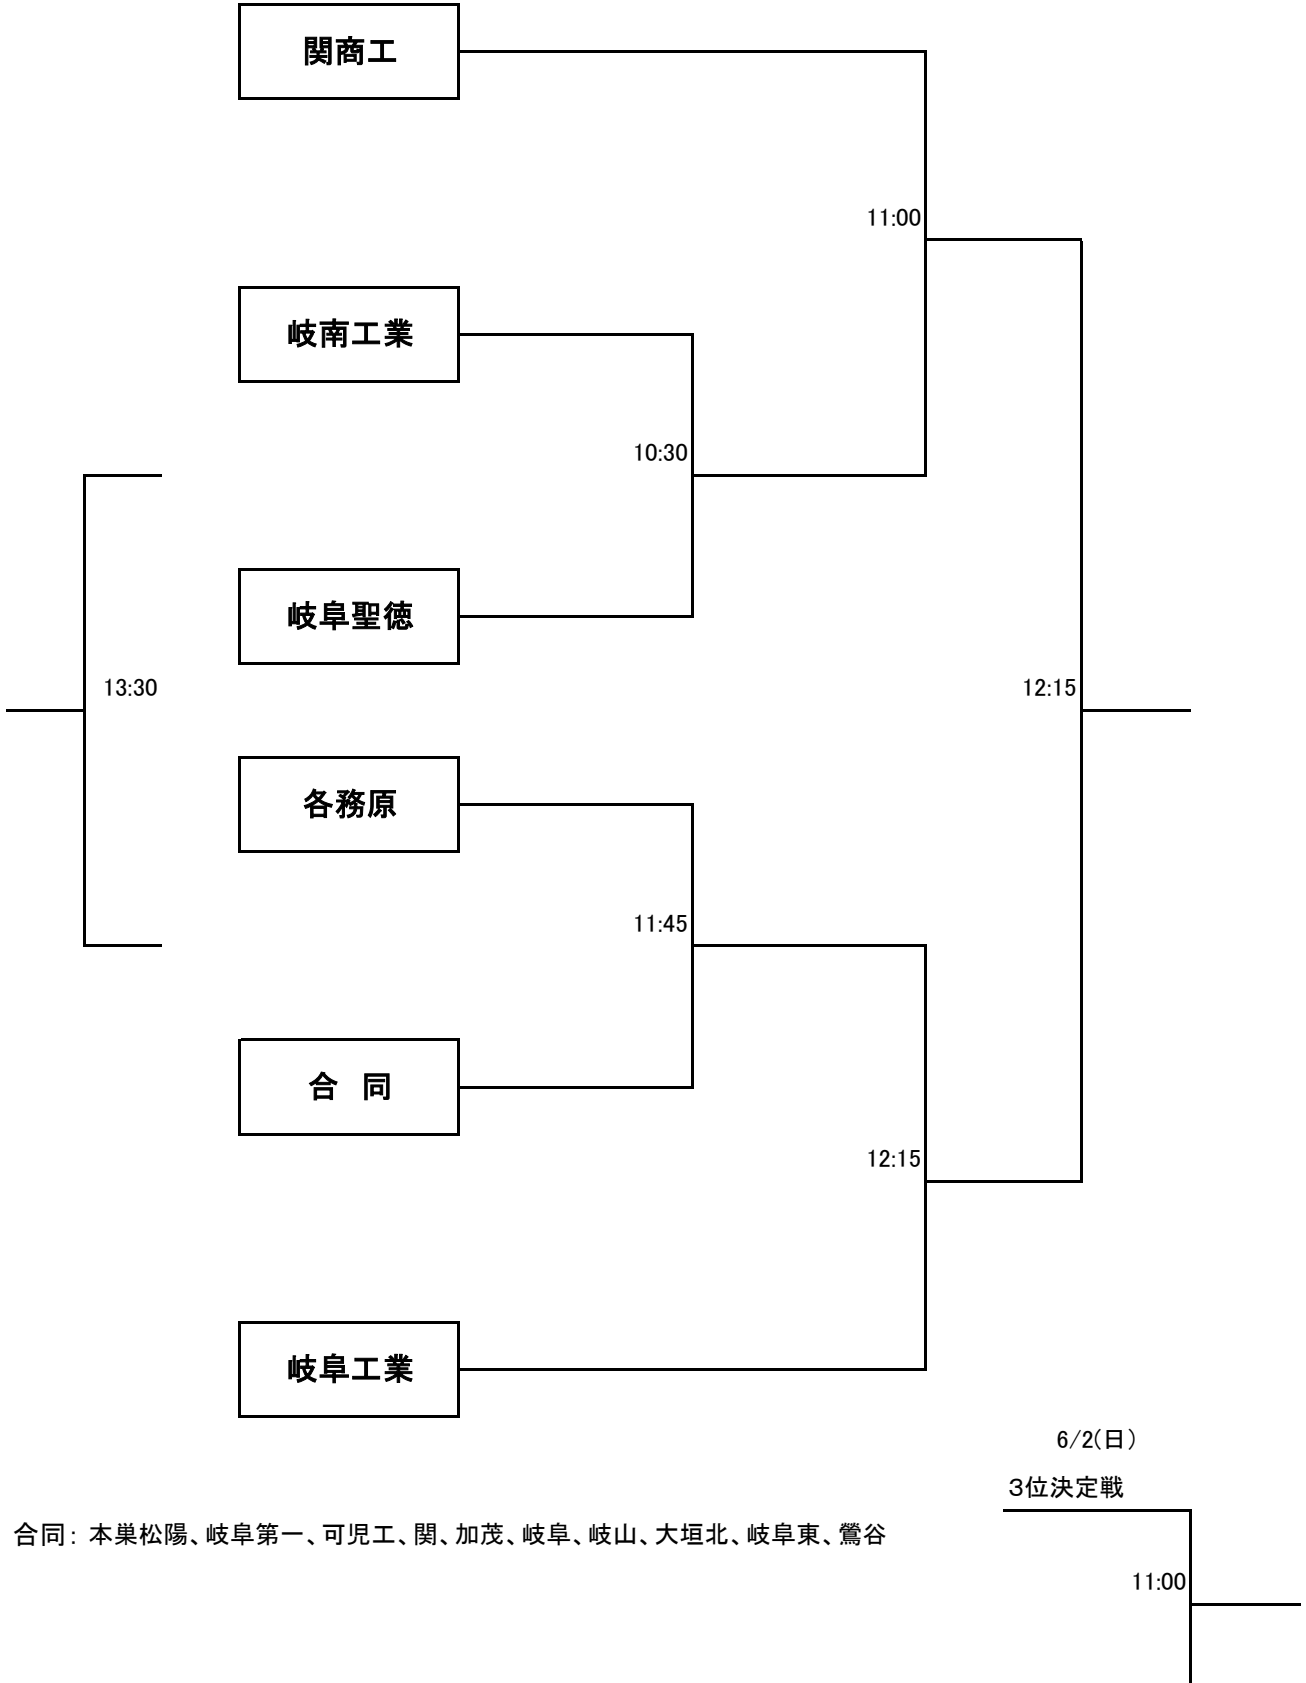 関商工
11:00
岐南工業
10:30
岐阜聖徳
13:30
12:15
各務原
11:45
合 同
12:15
岐阜工業
6/2(日)
3位決定戦
合同: 本巣松陽、岐阜第一、可児工、関、加茂、岐阜、岐山、大垣北、岐阜東、鶯谷
11:00